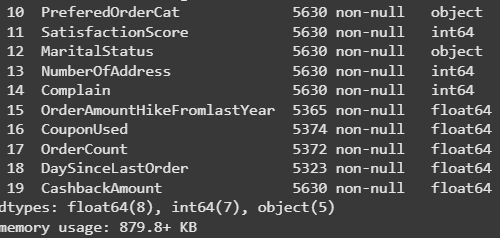 10 PreferedOrderCat 5630 non-null object
11 SatisfactionScore 5630 non-null int64
12 MaritalStatus 5630 non-null object
13 NumberOfAddress 5630 non-null int64
14 Complain 5630 non-null int64
15 OrderAmountHikeFromlastYear 5365 non-null float64
16 CouponUsed 5374 non-null float64
17 OrderCount 5372 non-null float64
18 DaySinceLastOrder 5323 non-null float64
19 CashbackAmount 5630 non-null float64
dtypes: float64(8), int64(7), object(5)
memory usage: 879.8+ KB